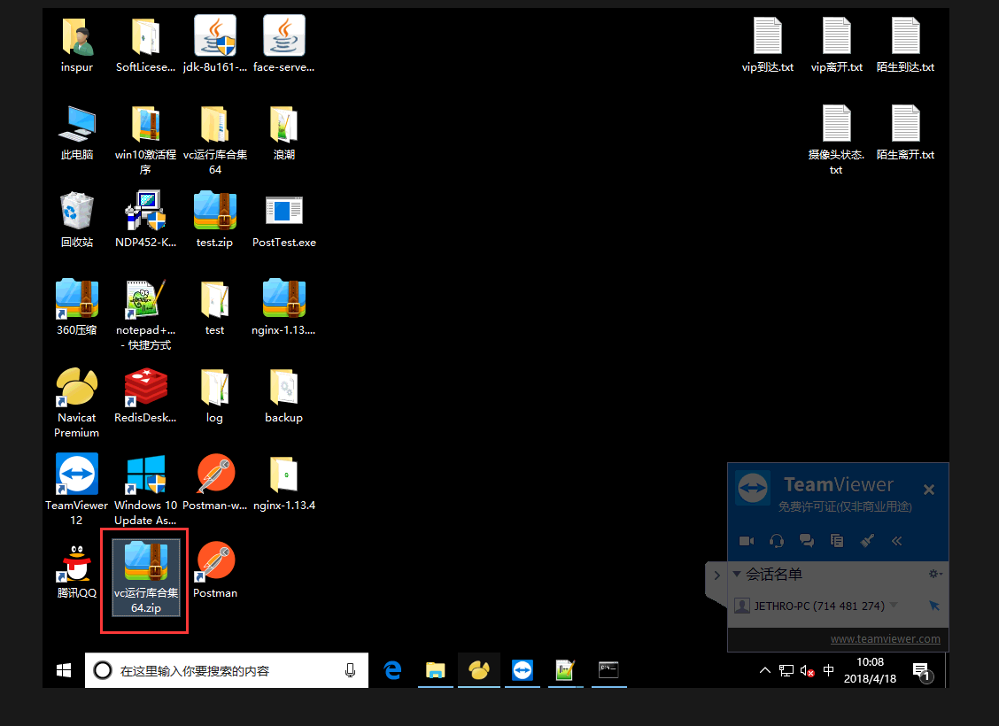 inspur
SoftLicese...
jdk-8u161-...
face-serve...
vip到达.txt
vip离开.txt
陌生到达.txt
此电脑
win10激活程
序
vc运行库合集
64
浪潮
摄像头状态.
txt
陌生离开.txt
回收站
NDP452-K...
test.zip
PostTest.exe
360压缩
notepad+...
- 快捷方式
test
nginx-1.13....
Navicat
Premium
RedisDesk...
log
backup
TeamViewer
12
Windows 10
Update As...
Postman-w...
nginx-1.13.4
腾讯QQ
vc运行库合集
64.zip
Postman
TeamViewer
免费许可证(仅非商业用途)
会话名单
JETHRO-PC (714 481 274)
www.teamviewer.com
在这里输入你要搜索的内容
中
10:08
2018/4/18
1